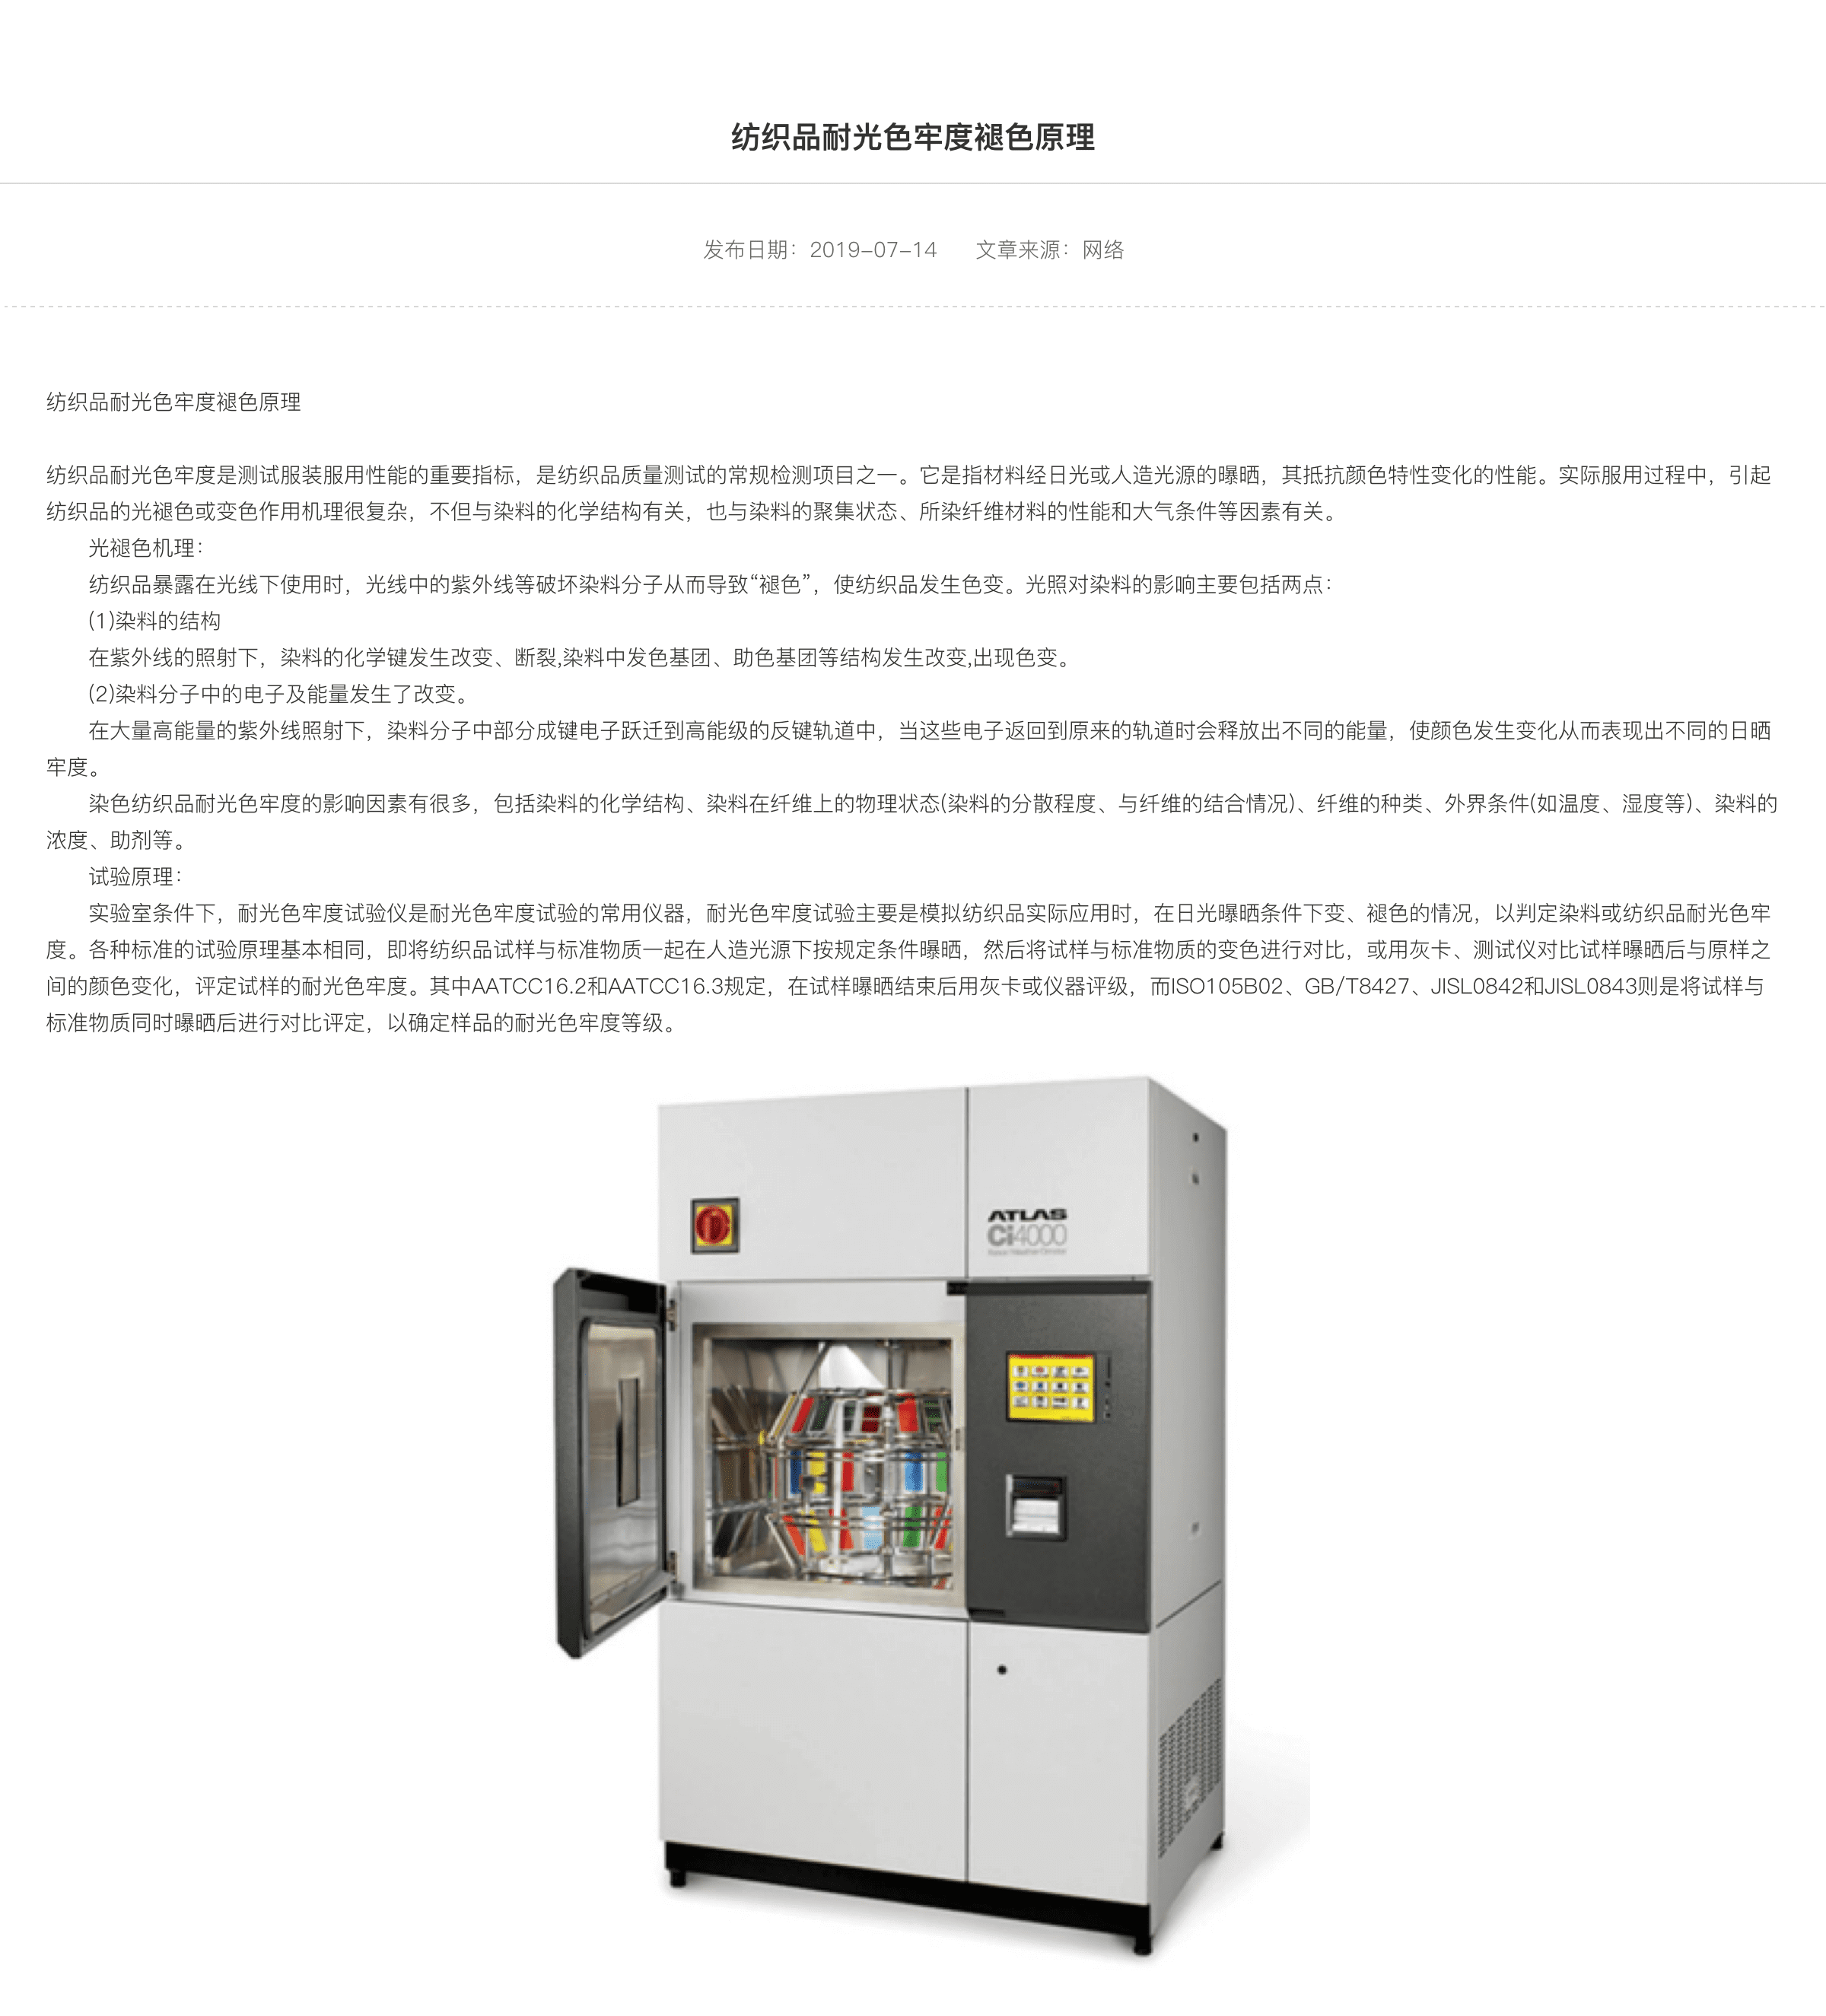 纺织品耐光色牢度褪色原理
发布日期：2019-07-14 文章来源：网络
纺织品耐光色牢度褪色原理
纺织品耐光色牢度是测试服装服用性能的重要指标，是纺织品质量测试的常规检测项目之一。它是指材料经日光或人造光源的曝晒，其抵抗颜色特性变化的性能。实际服用过程中，引起
纺织品的光褪色或变色作用机理很复杂，不但与染料的化学结构有关，也与染料的聚集状态、所染纤维材料的性能和大气条件等因素有关。
光褪色机理：
纺织品暴露在光线下使用时，光线中的紫外线等破坏染料分子从而导致“褪色”，使纺织品发生色变。光照对染料的影响主要包括两点：
(1)染料的结构
在紫外线的照射下，染料的化学键发生改变、断裂,染料中发色基团、助色基团等结构发生改变,出现色变。
(2)染料分子中的电子及能量发生了改变。
在大量高能量的紫外线照射下，染料分子中部分成键电子跃迁到高能级的反键轨道中，当这些电子返回到原来的轨道时会释放出不同的能量，使颜色发生变化从而表现出不同的日晒
牢度。
染色纺织品耐光色牢度的影响因素有很多，包括染料的化学结构、染料在纤维上的物理状态(染料的分散程度、与纤维的结合情况)、纤维的种类、外界条件(如温度、湿度等)、染料的
浓度、助剂等。
试验原理：
实验室条件下，耐光色牢度试验仪是耐光色牢度试验的常用仪器，耐光色牢度试验主要是模拟纺织品实际应用时，在日光曝晒条件下变、褪色的情况，以判定染料或纺织品耐光色牢
度。各种标准的试验原理基本相同，即将纺织品试样与标准物质一起在人造光源下按规定条件曝晒，然后将试样与标准物质的变色进行对比，或用灰卡、测试仪对比试样曝晒后与原样之
间的颜色变化，评定试样的耐光色牢度。其中AATCC16.2和AATCC16.3规定，在试样曝晒结束后用灰卡或仪器评级，而ISO105B02、GB/T8427、JISL0842和JISL0843则是将试样与
标准物质同时曝晒后进行对比评定，以确定样品的耐光色牢度等级。
ATLAS
Ci4000